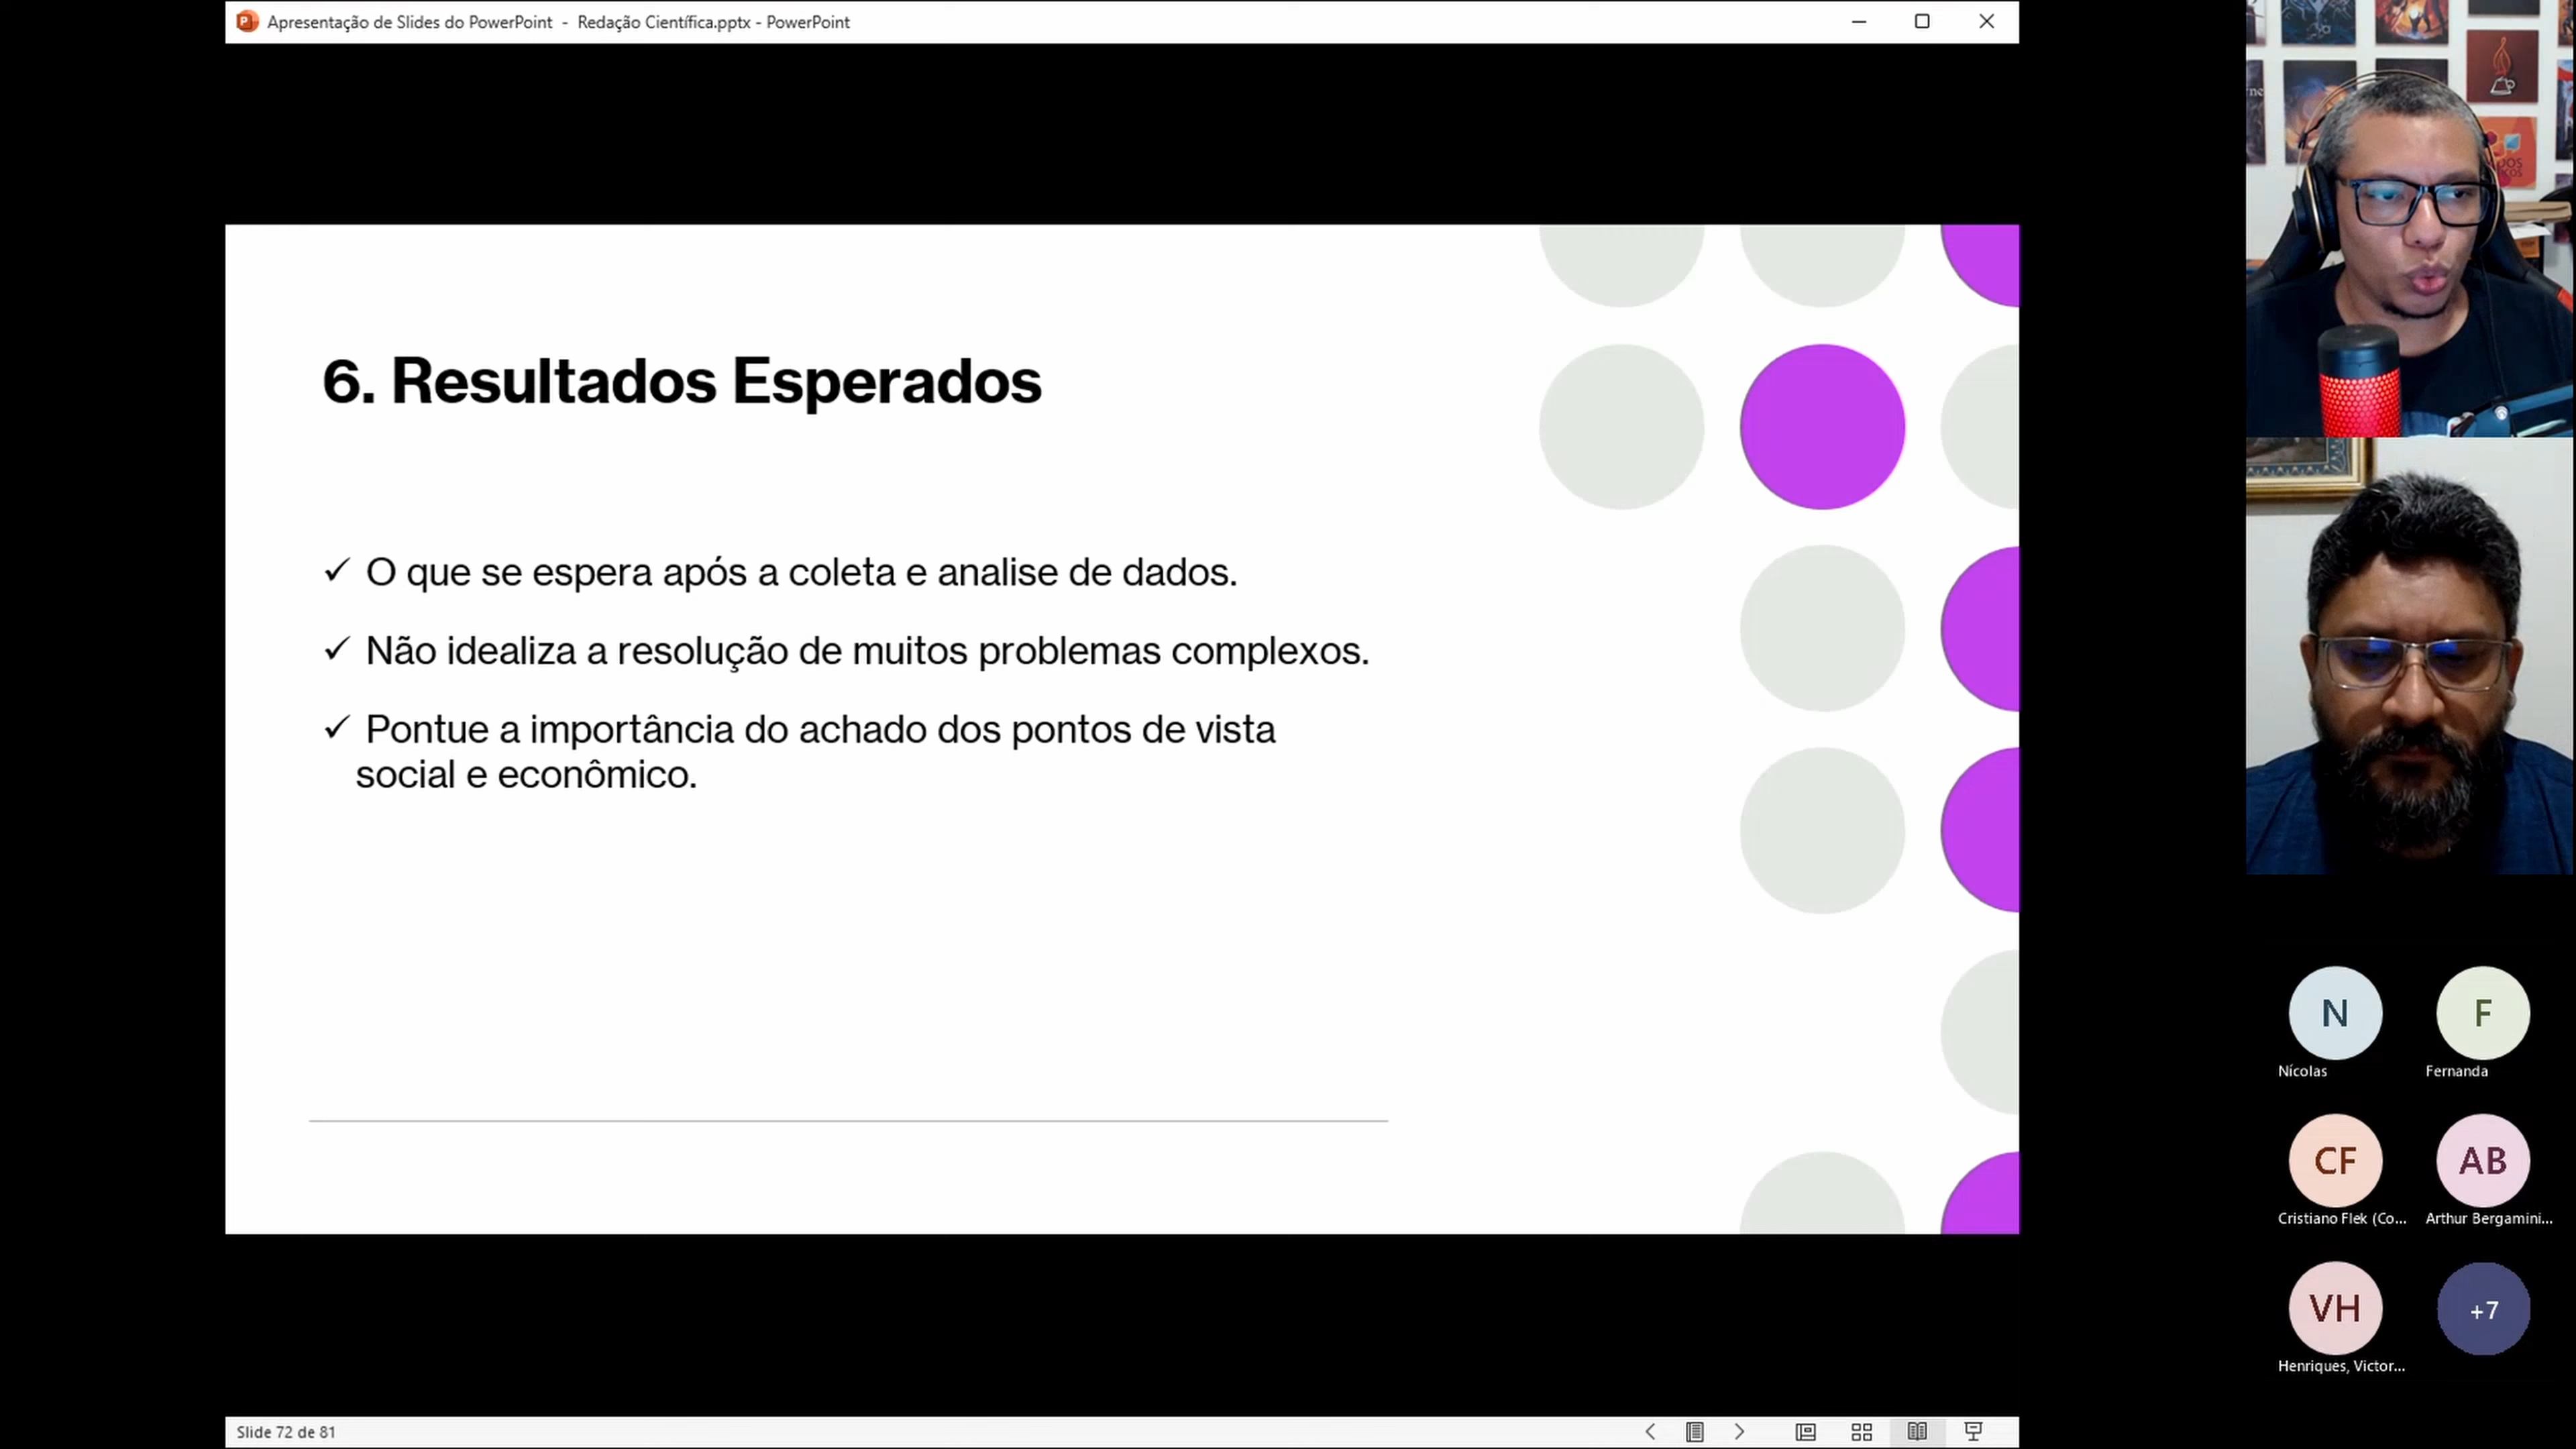 Apresentação de Slides do PowerPoint - Redação Científica.pptx - PowerPoint
6. Resultados Esperados
✓ O que se espera após a coleta e analise de dados.
✓ Não idealiza a resolução de muitos problemas complexos.
✓ Pontue a importância do achado dos pontos de vista
social e econômico.
N
F
Nícolas
Fernanda
CF
AB
Cristiano Flek (Co...
Arthur Bergamini...
VH
+7
Henriques, Victor...
Slide 72 de 81